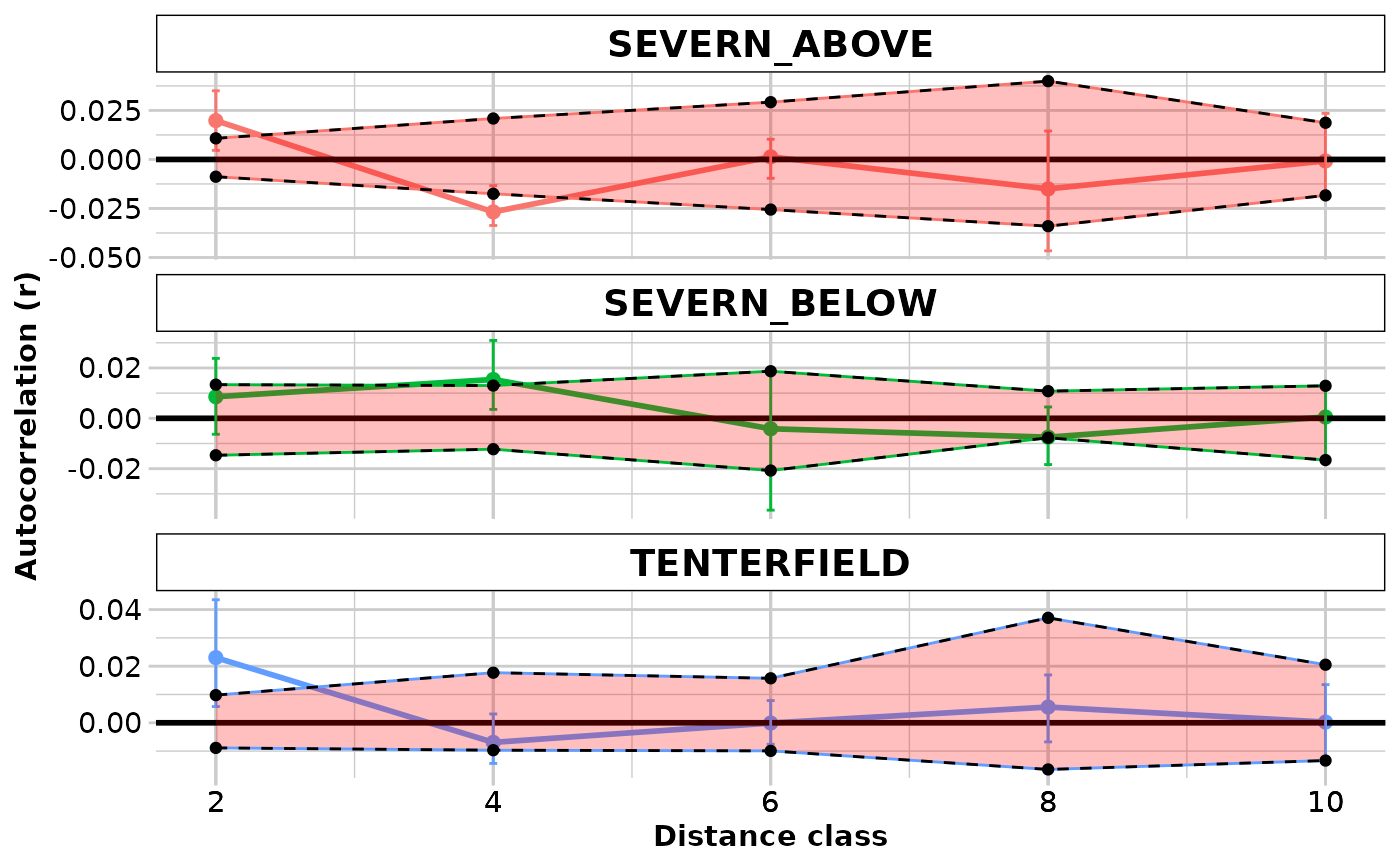 SEVERN_ABOVE
0.025
0.000
-0.025
-0.050
SEVERN_BELOW
0.02
0.00
-0.02
TENTERFIELD
0.04
0.02
0.00
2 4 6 8 10
Distance class
Autocorrelation (r)